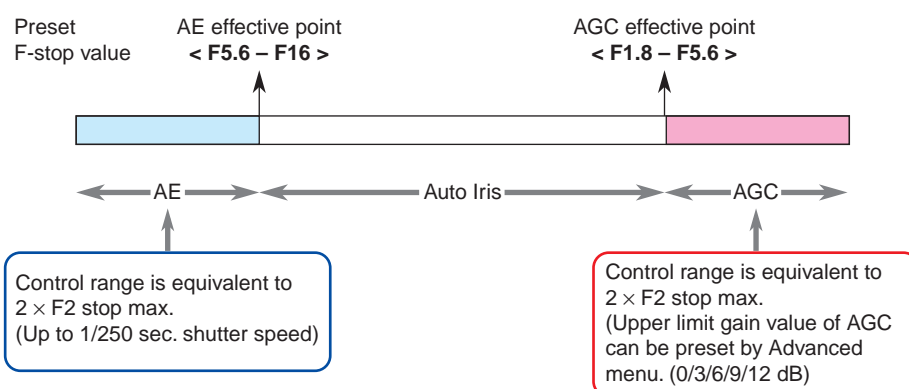 Preset
F-stop value
AE effective point
< F5.6 – F16 >
AGC effective point
< F1.8 – F5.6 >
AE
Auto Iris
AGC
Control range is equivalent to
2 × F2 stop max.
(Up to 1/250 sec. shutter speed)
Control range is equivalent to
2 × F2 stop max.
(Upper limit gain value of AGC
can be preset by Advanced
menu. (0/3/6/9/12 dB)